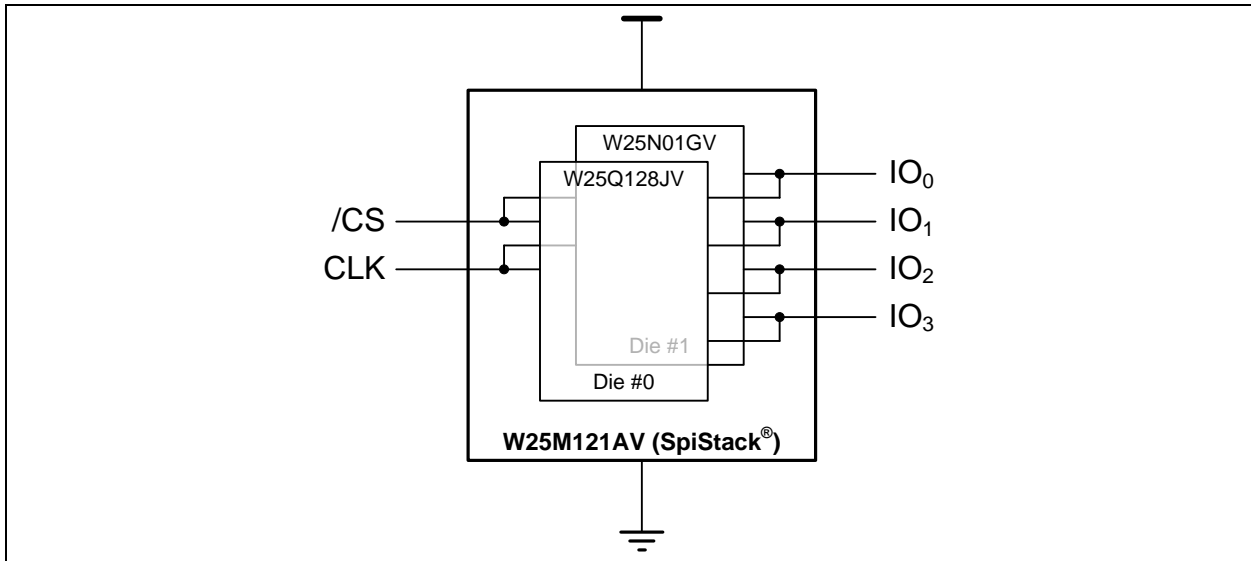 W25N01GV
W25Q128JV
/CS
CLK
IO₀
IO₁
IO₂
IO₃
Die #1
Die #0
W25M121AV (SpiStack®)